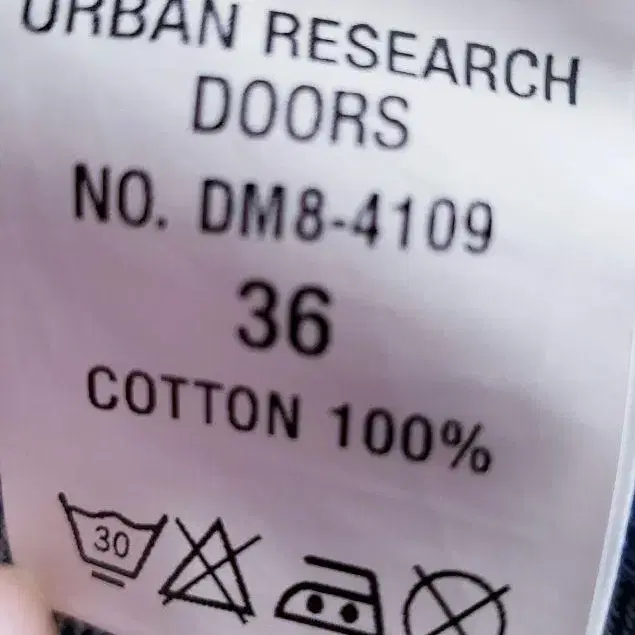 URBAN RESEARCH
DOORS
NO. DM8-4109
36
COTTON 100%
30